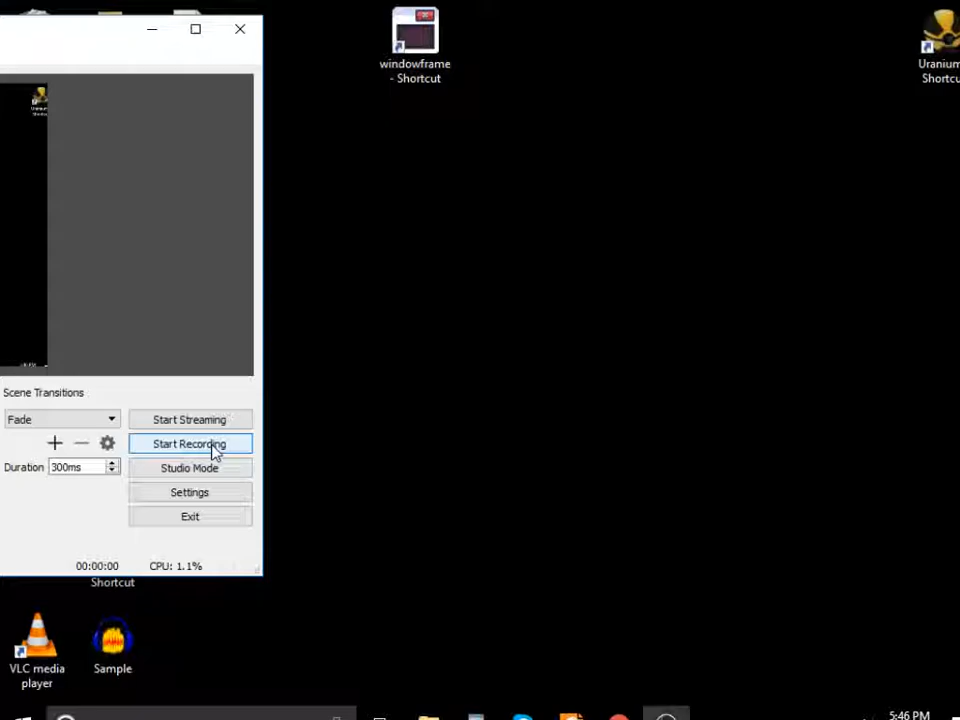 windowframe
- Shortcut
Uranium
Shortcu
Scene Transitions
Fade
Start Streaming
Start Recording
Duration 300ms
Studio Mode
Settings
Exit
00:00:00 CPU: 1.1%
Shortcut
VLC media
player
Sample
5:46 PM